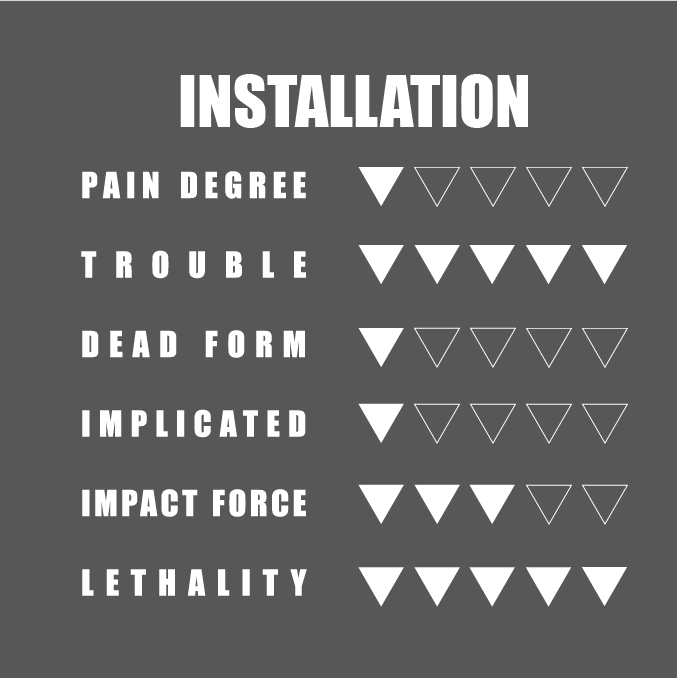 INSTALLATION
PAIN DEGREE
TROUBLE
DEAD FORM
IMPLICATED
IMPACT FORCE
LETHALITY